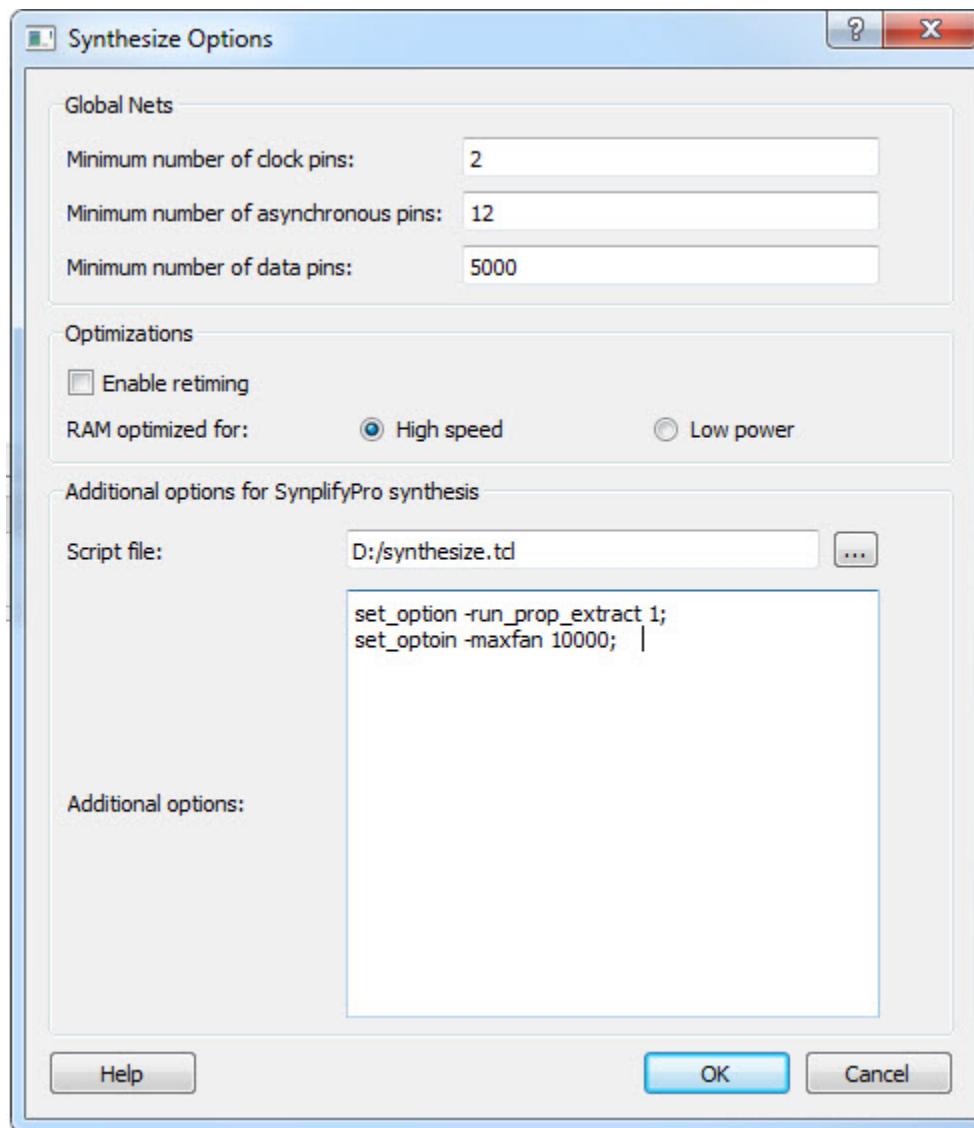 Synthesize Options
Global Nets
Minimum number of clock pins: 2
Minimum number of asynchronous pins: 12
Minimum number of data pins: 5000
Optimizations
Enable retiming
RAM optimized for: High speed Low power
Additional options for SynplifyPro synthesis
Script file: D:/synthesize.tcl ...
set_option -run_prop_extract 1;
set_optoin -maxfan 10000;
Additional options:
Help OK Cancel